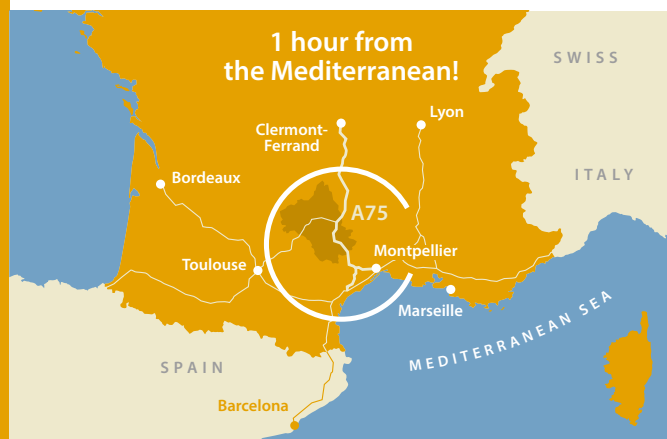 1 hour from
the Mediterranean!
SWISS
Lyon
Clermont-
Ferrand
ITALY
Bordeaux
A75
Montpellier
Toulouse
Marseille
MEDITERRANEAN SEA
SPAIN
Barcelona